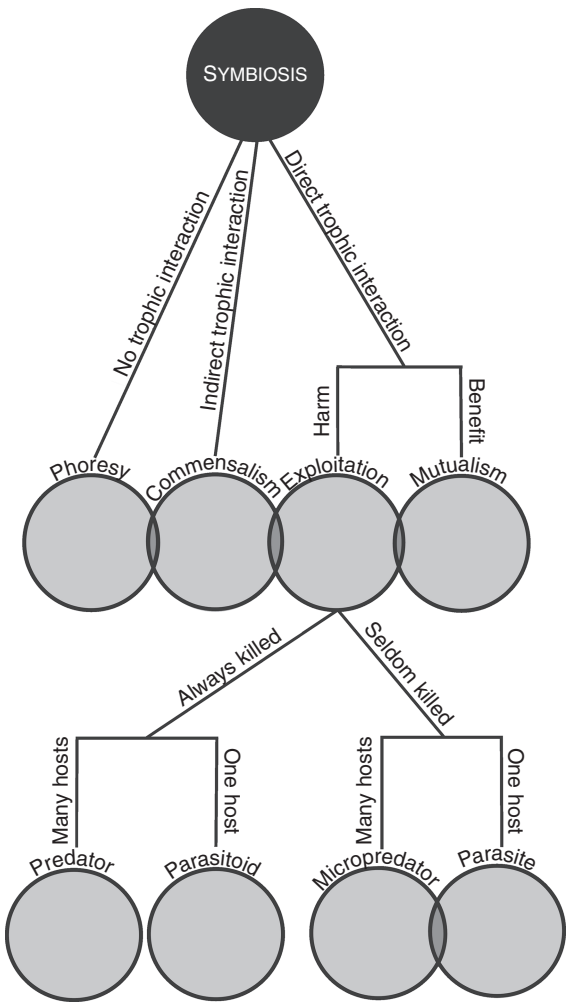 SYMBIOSIS
No trophic interaction
Indirect trophic interaction
Direct trophic interaction
Harm
Benefit
Phoresy
Commensalism
Exploitation
Mutualism
Always killed
Seldom killed
Many hosts
One host
Many hosts
One host
Predator
Parasitoid
Micropredator
Parasite